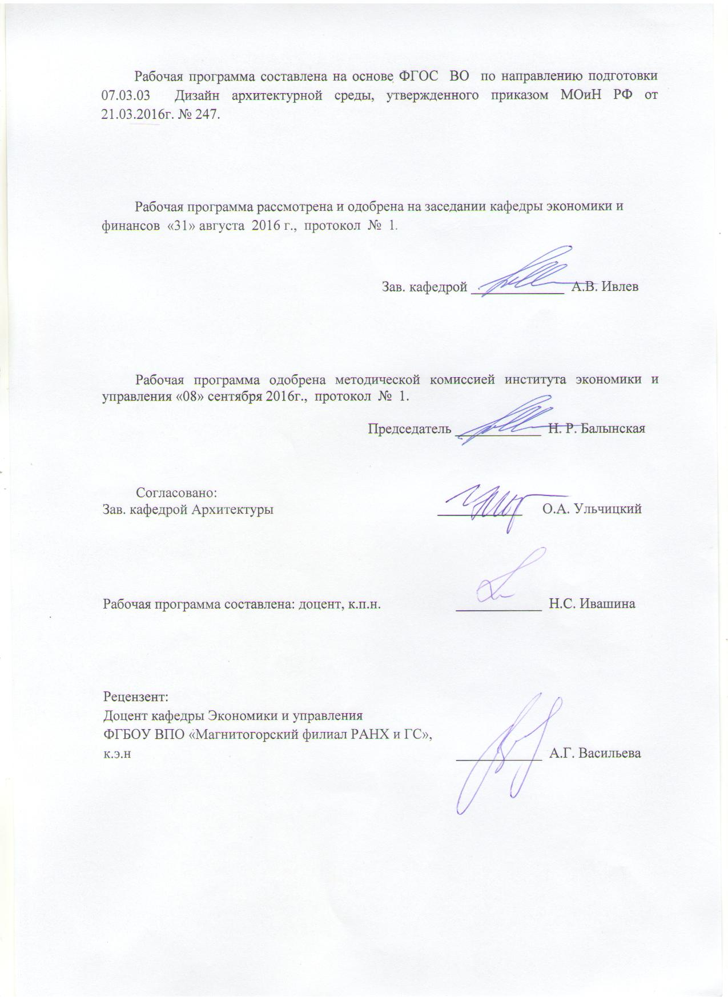 Рабочая программа составлена на основе ФГОС ВО по направлению подготовки
07.03.03 Дизайн архитектурной среды, утвержденного приказом МОиН РФ от
21.03.2016г. № 247.
Рабочая программа рассмотрена и одобрена на заседании кафедры экономики и
финансов «31» августа 2016 г., протокол № 1.
Зав. кафедрой _____________ А.В. Ивлев
Рабочая программа одобрена методической комиссией института экономики и
управления «08» сентября 2016г., протокол № 1.
Председатель ____________ Н. Р. Балынская
Согласовано:
Зав. кафедрой Архитектуры ____________ О.А. Ульчицкий
Рабочая программа составлена: доцент, к.п.н. ____________ Н.С. Ивашина
Рецензент:
Доцент кафедры Экономики и управления
ФГБОУ ВПО «Магнитогорский филиал РАНХ и ГС»,
к.э.н ____________ А.Г. Васильева